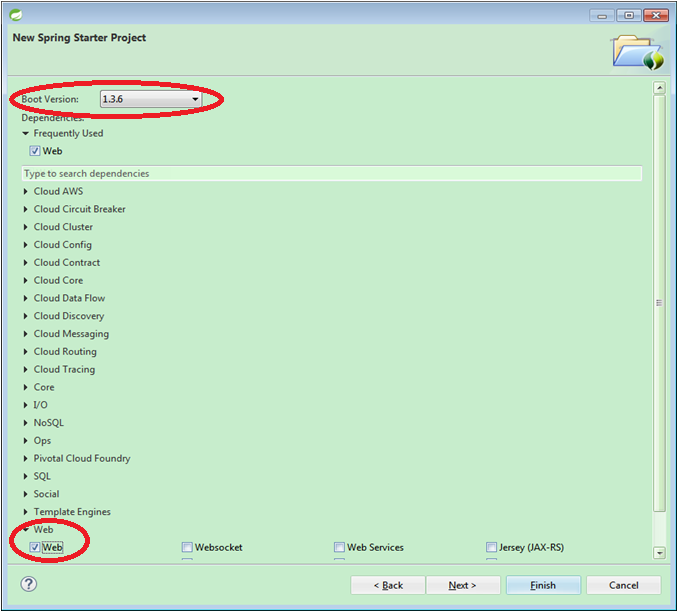 New Spring Starter Project
Boot Version: 1.3.6
Dependencies:
Frequently Used
Web
Type to search dependencies
Cloud AWS
Cloud Circuit Breaker
Cloud Cluster
Cloud Config
Cloud Contract
Cloud Core
Cloud Data Flow
Cloud Discovery
Cloud Messaging
Cloud Routing
Cloud Tracing
Core
I/O
NoSQL
Ops
Pivotal Cloud Foundry
SQL
Social
Template Engines
Web
Web Websocket Web Services Jersey (JAX-RS)
? < Back Next > Finish Cancel